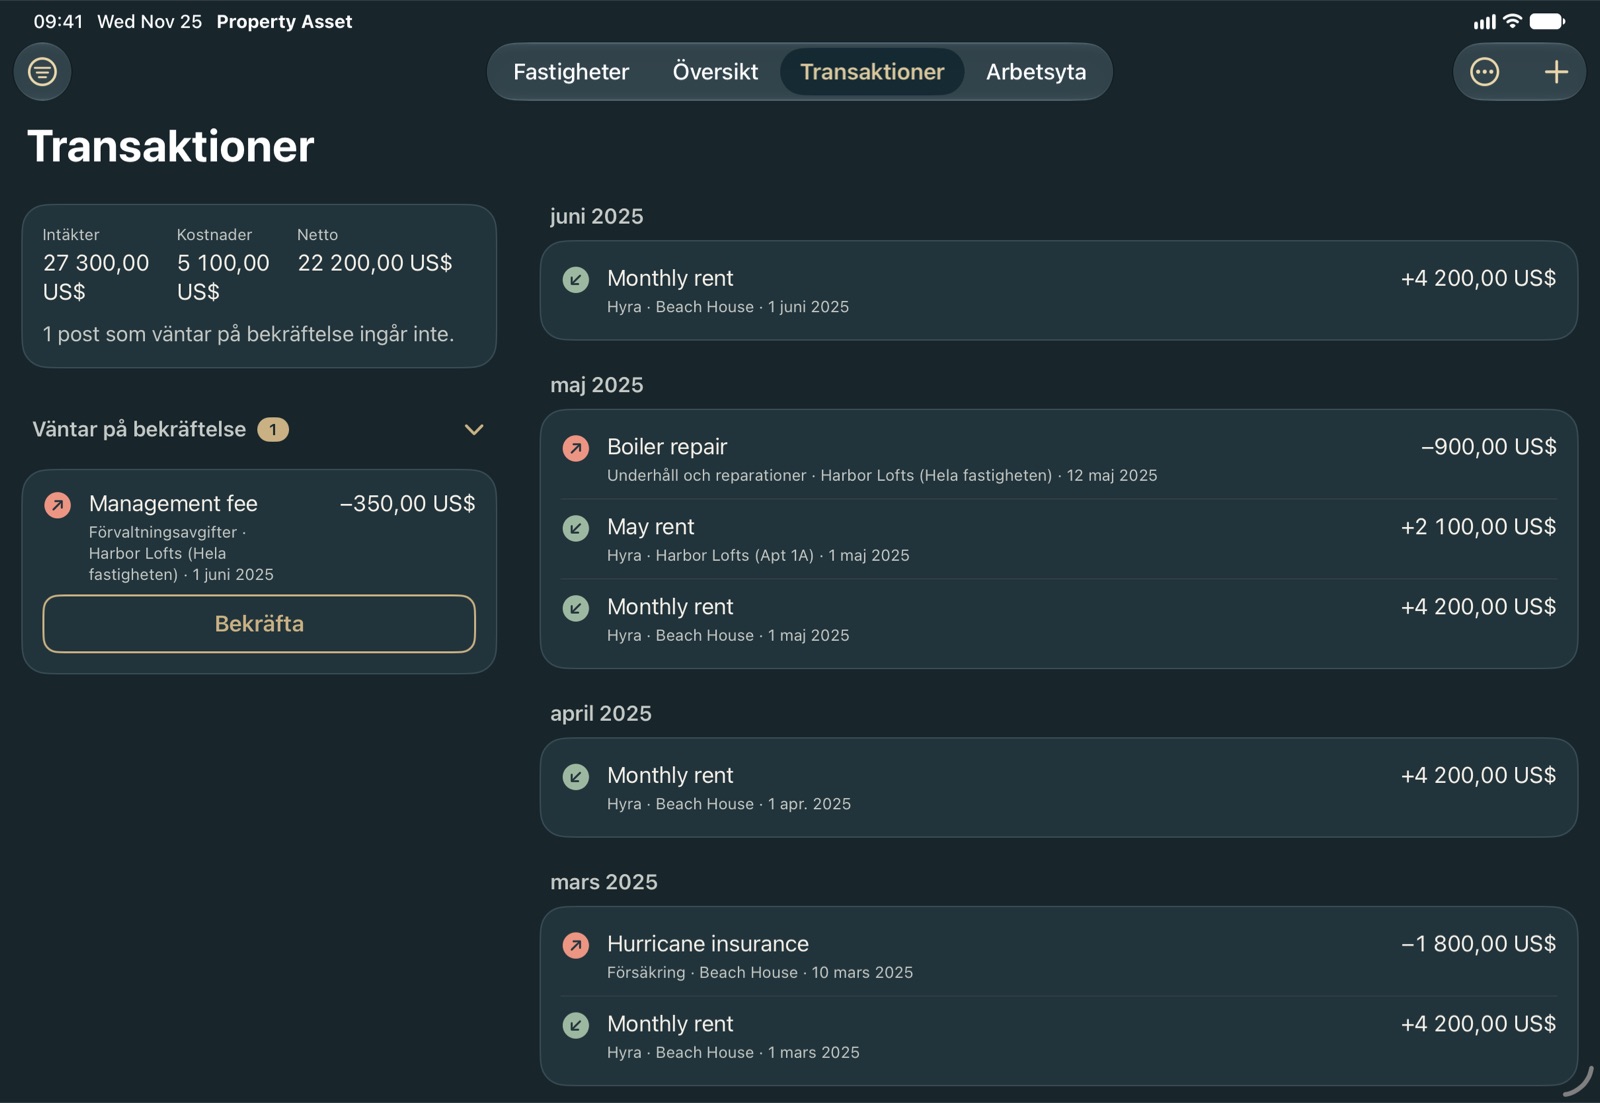 09:41 Wed Nov 25 Property Asset
Fastigheter Översikt Transaktioner Arbetsyta
Transaktioner
Intäkter Kostnader Netto
27 300,00 5 100,00 22 200,00 US$
US$ US$
1 post som väntar på bekräftelse ingår inte.
Väntar på bekräftelse 1
Management fee −350,00 US$
Förvaltningsavgifter ·
Harbor Lofts (Hela
fastigheten) · 1 juni 2025
Bekräfta
juni 2025
Monthly rent +4 200,00 US$
Hyra · Beach House · 1 juni 2025
maj 2025
Boiler repair −900,00 US$
Underhåll och reparationer · Harbor Lofts (Hela fastigheten) · 12 maj 2025
May rent +2 100,00 US$
Hyra · Harbor Lofts (Apt 1A) · 1 maj 2025
Monthly rent +4 200,00 US$
Hyra · Beach House · 1 maj 2025
april 2025
Monthly rent +4 200,00 US$
Hyra · Beach House · 1 apr. 2025
mars 2025
Hurricane insurance −1 800,00 US$
Försäkring · Beach House · 10 mars 2025
Monthly rent +4 200,00 US$
Hyra · Beach House · 1 mars 2025